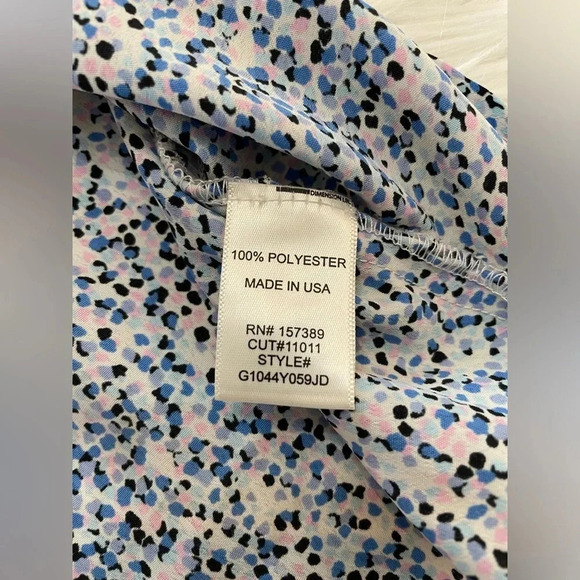 100% POLYESTER
MADE IN USA
RN# 157389
CUT#11011
STYLE#
G1044Y059JD